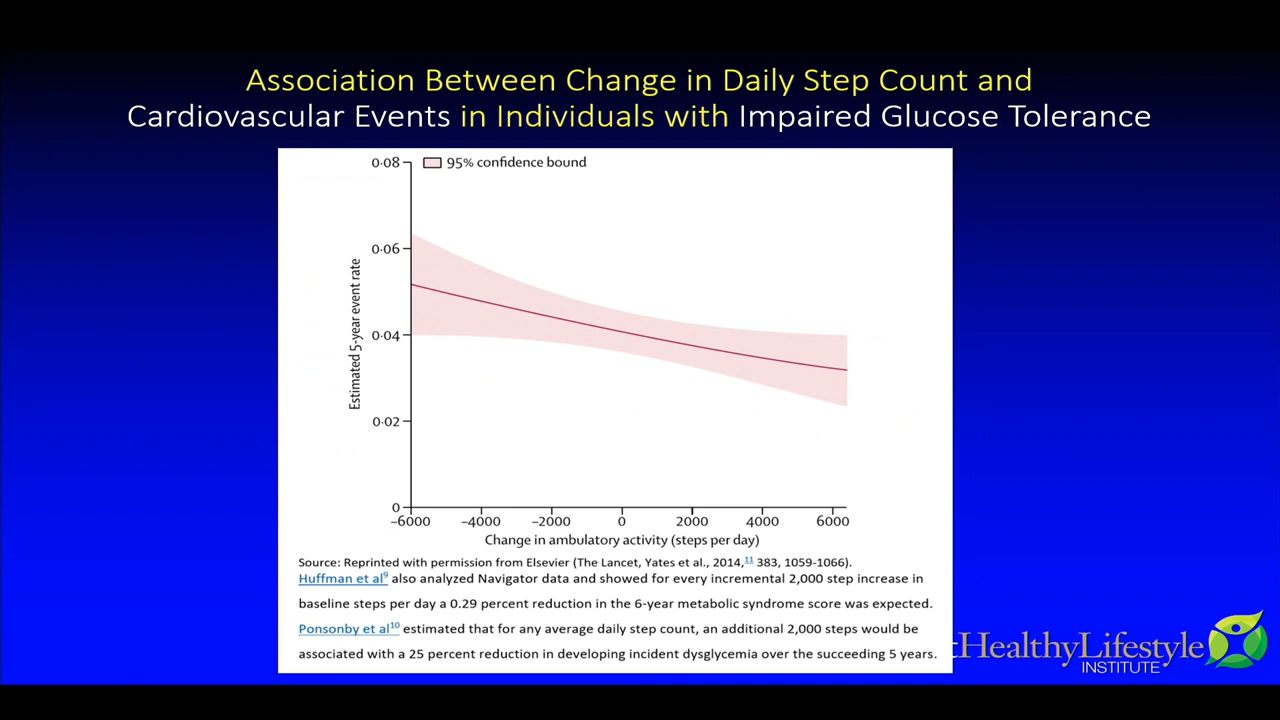 Association Between Change in Daily Step Count and
Cardiovascular Events in Individuals with Impaired Glucose Tolerance
0·08
95% confidence bound
0·06
0·04
0·02
0
Estimated 5-year event rate
–6000 –4000 –2000 0 2000 4000 6000
Change in ambulatory activity (steps per day)
Source: Reprinted with permission from Elsevier (The Lancet, Yates et al., 2014,11 383, 1059-1066).
Huffman et al9 also analyzed Navigator data and showed for every incremental 2,000 step increase in
baseline steps per day a 0.29 percent reduction in the 6-year metabolic syndrome score was expected.
Ponsonby et al10 estimated that for any average daily step count, an additional 2,000 steps would be
associated with a 25 percent reduction in developing incident dysglycemia over the succeeding 5 years.
tHealthyLifestyle
INSTITUTE